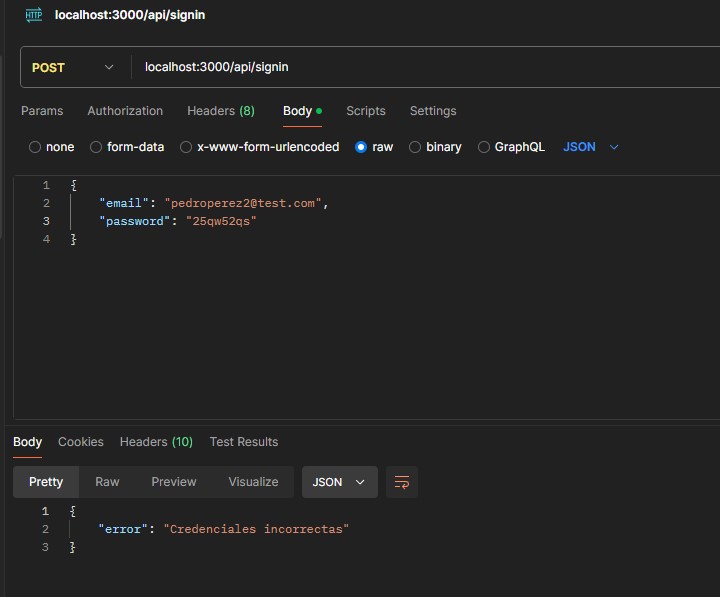 HTTP localhost:3000/api/signin
POST localhost:3000/api/signin
Params Authorization Headers (8) Body Scripts Settings
none form-data x-www-form-urlencoded raw binary GraphQL JSON
1 {
2 "email": "pedroperez2@test.com",
3 "password": "25qw52qs"
4 }
Body Cookies Headers (10) Test Results
Pretty Raw Preview Visualize JSON
1 {
2 "error": "Credenciales incorrectas"
3 }